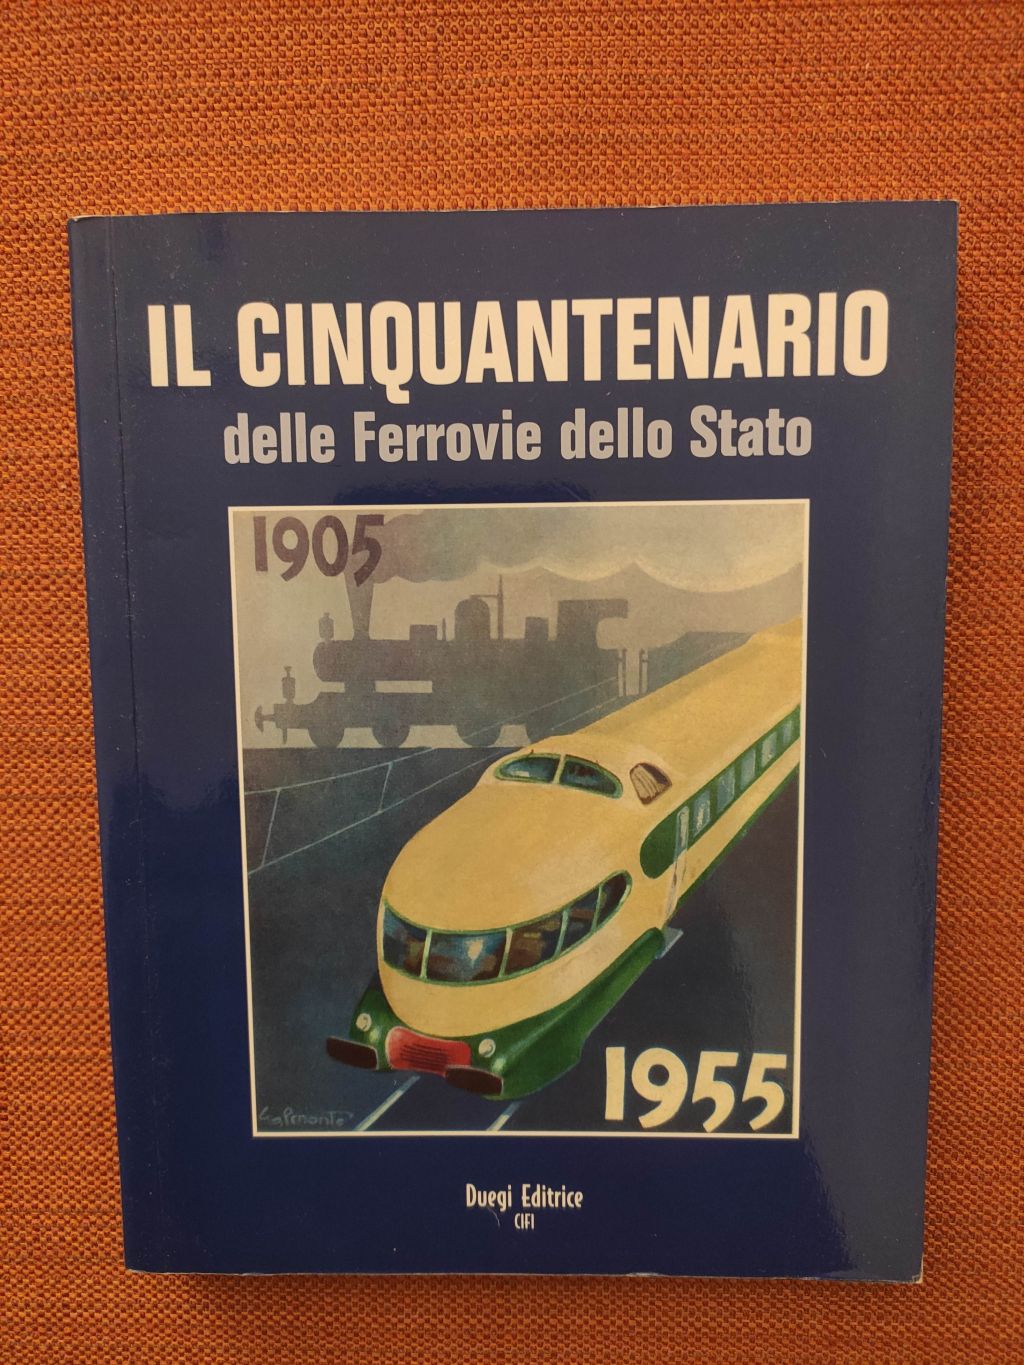 IL CINQUANTENARIO
delle Ferrovie dello Stato
1905
1955
Duegi Editrice
CIFI